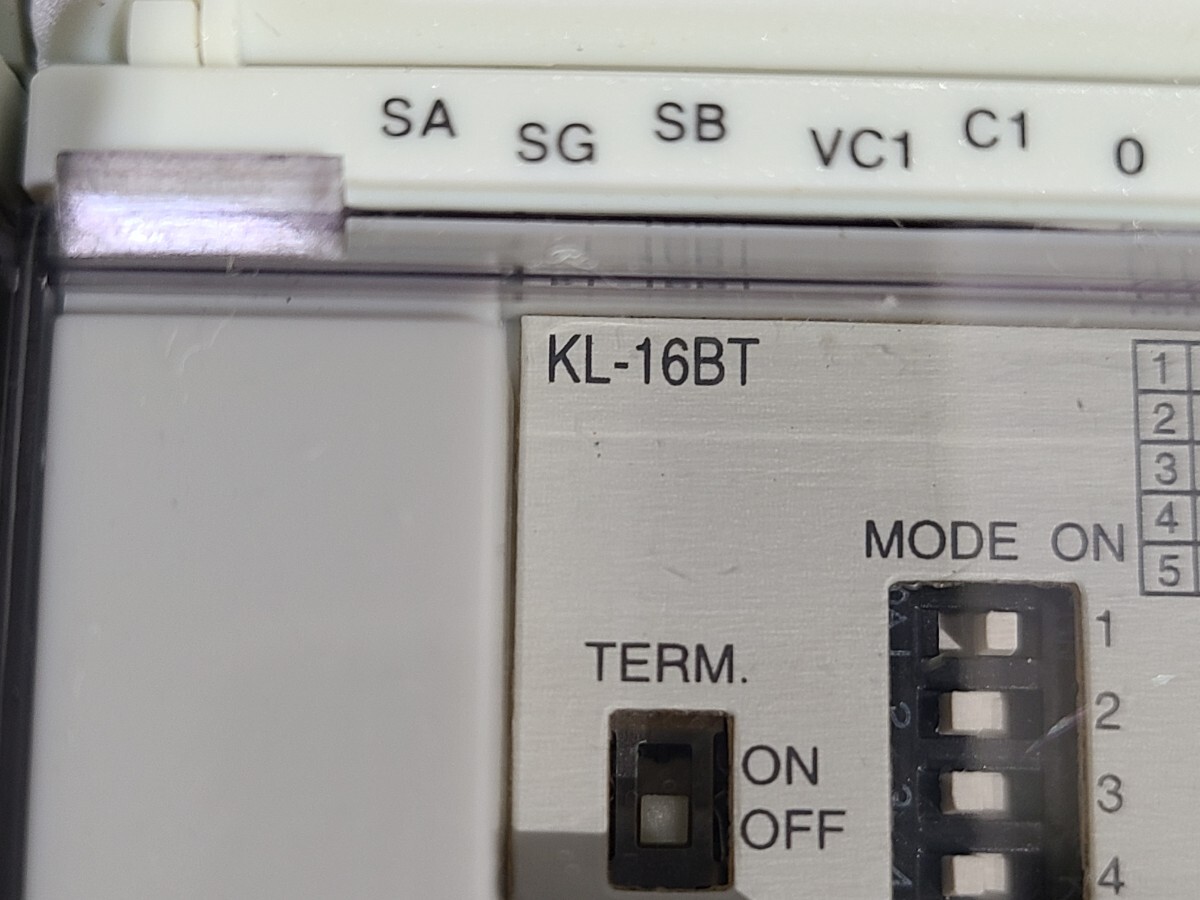 SA SG SB VC1 C1 0
KL-16BT
1
2
3
4
5
MODE ON
1
2
3
4
TERM.
ON
OFF